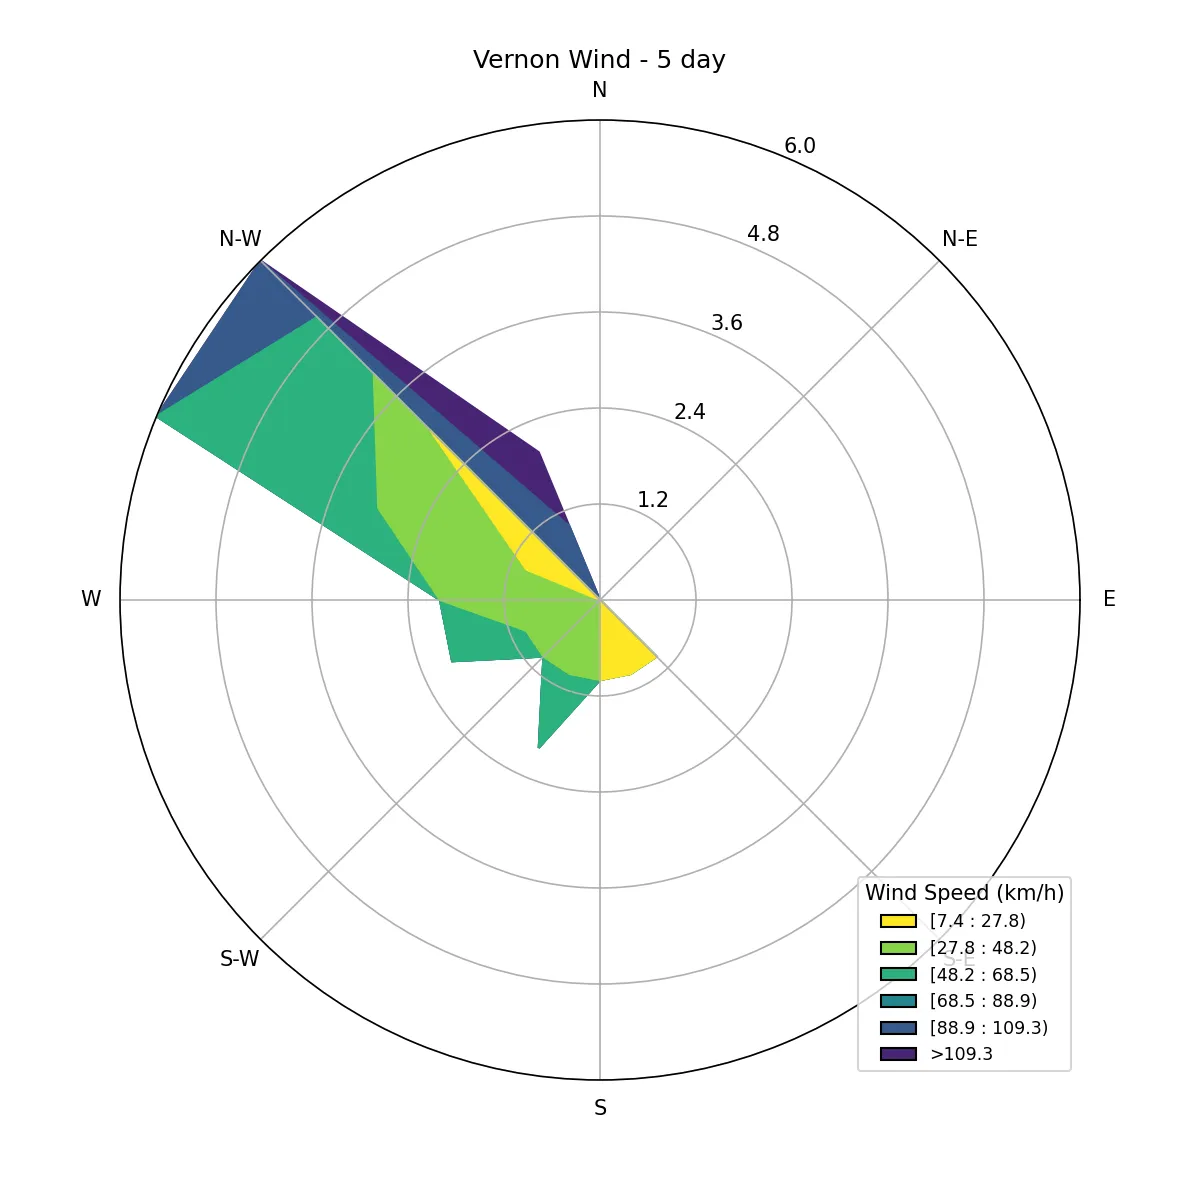 Vernon Wind - 5 day
N
6.0
4.8
N-W
N-E
3.6
2.4
1.2
W
E
S-W
S-E
Wind Speed (km/h)
[7.4 : 27.8)
[27.8 : 48.2)
[48.2 : 68.5)
[68.5 : 88.9)
[88.9 : 109.3)
>109.3
S